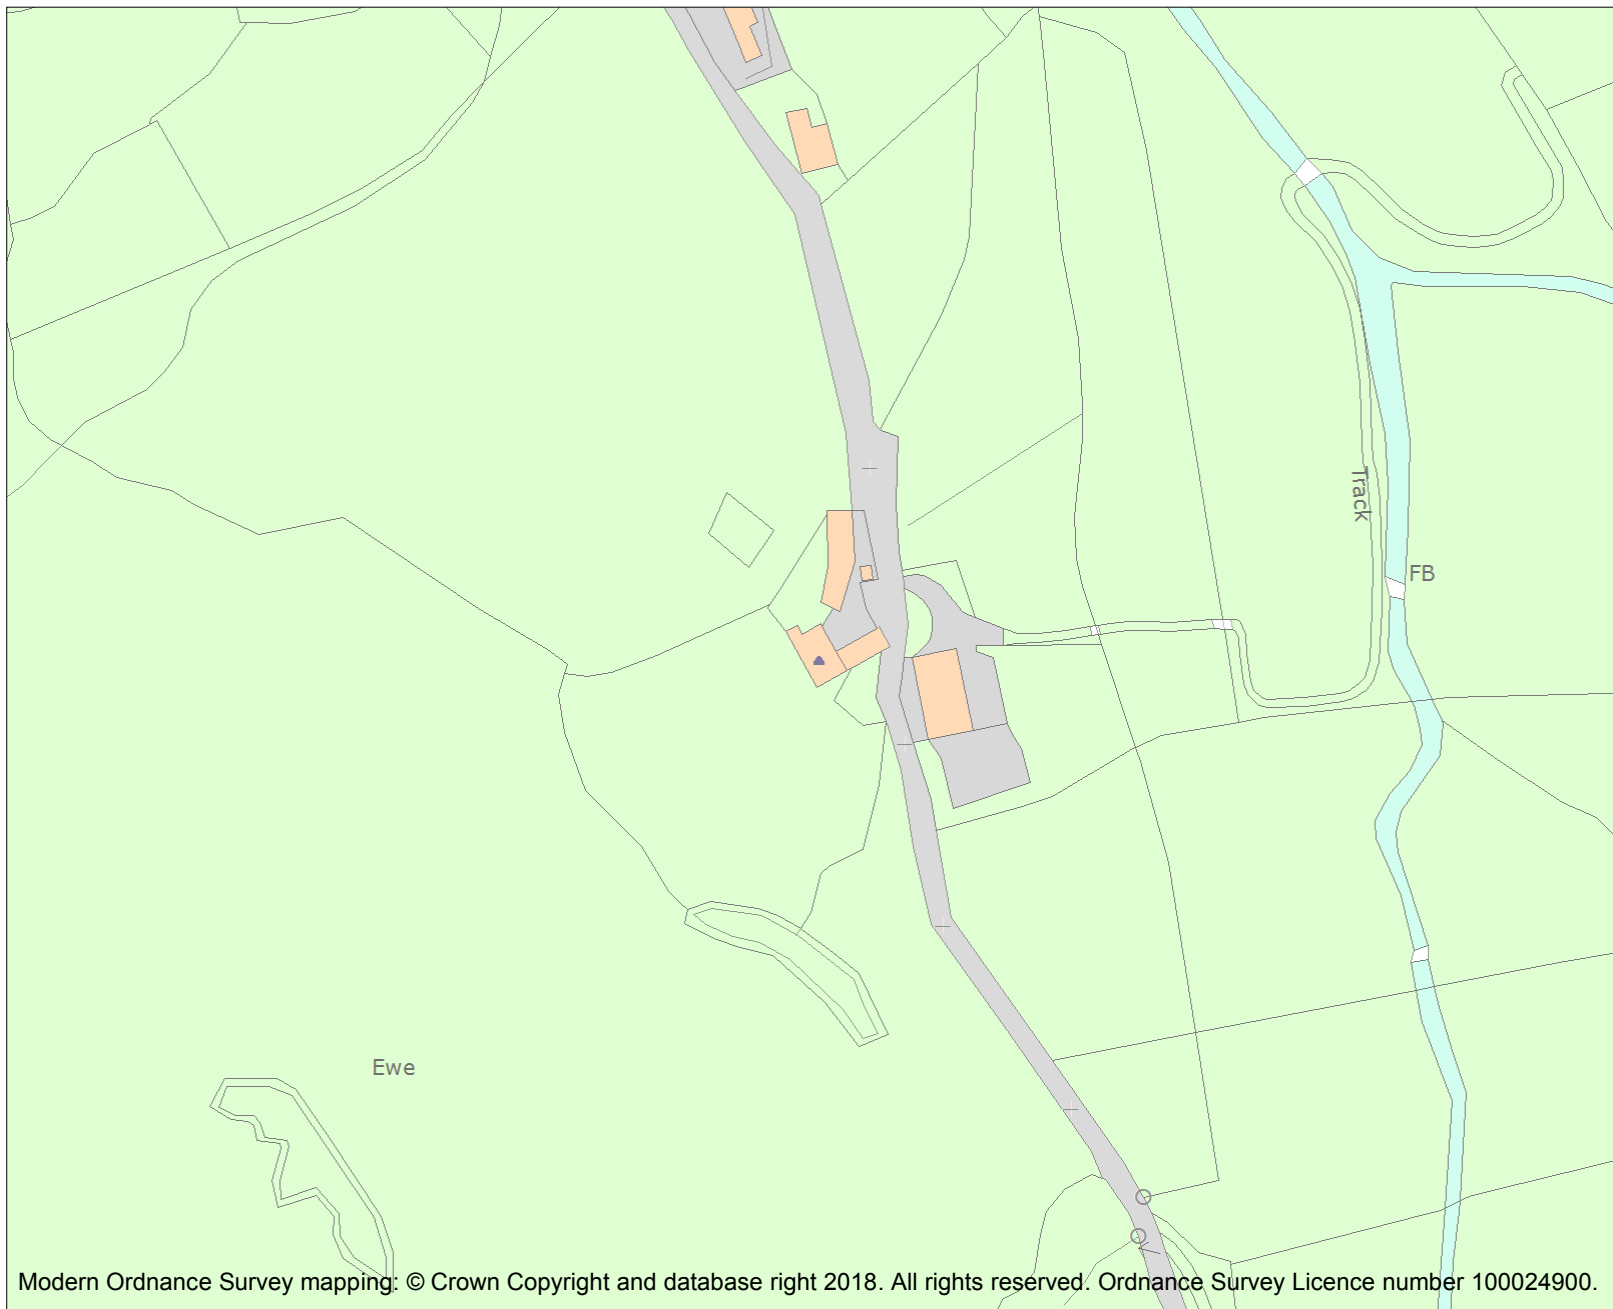 Track
FB
Ewe
Modern Ordnance Survey mapping: © Crown Copyright and database right 2018. All rights reserved. Ordnance Survey Licence number 100024900.